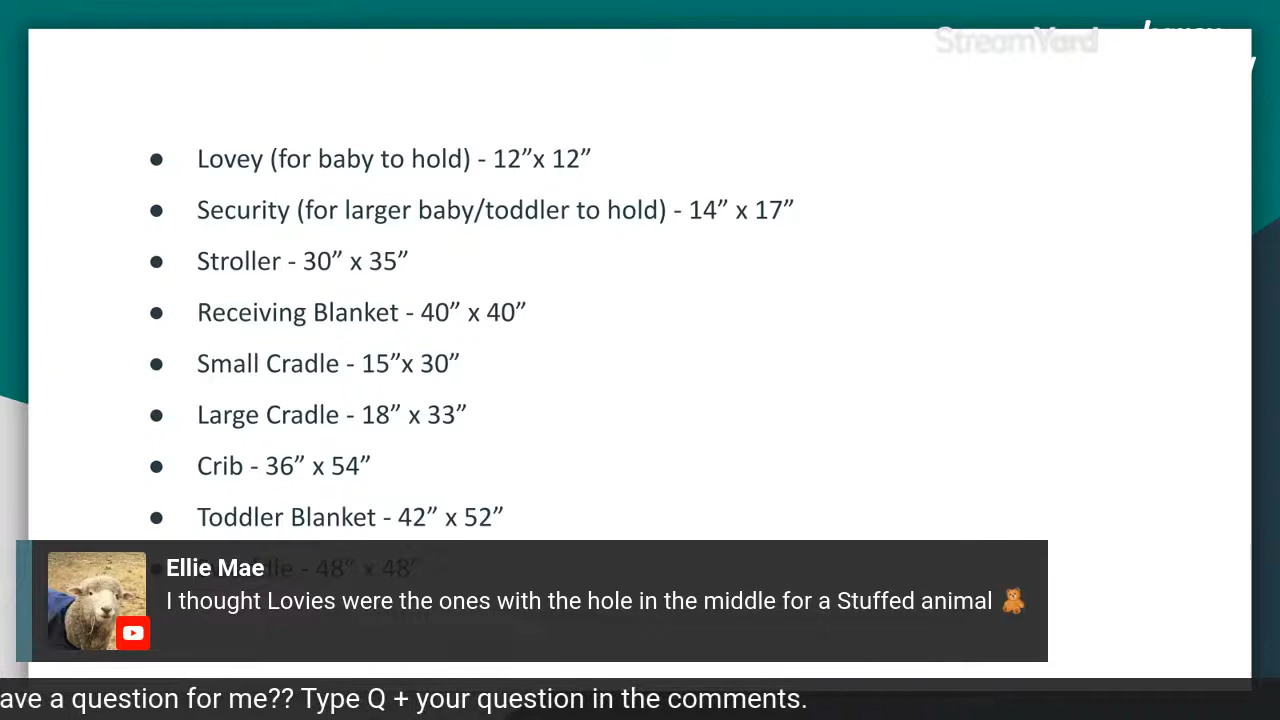 StreamYard
● Lovey (for baby to hold) - 12”x 12”
● Security (for larger baby/toddler to hold) - 14” x 17”
● Stroller - 30” x 35”
● Receiving Blanket - 40” x 40”
● Small Cradle - 15”x 30”
● Large Cradle - 18” x 33”
● Crib - 36” x 54”
● Toddler Blanket - 42” x 52”
● - 48” x 48”
Ellie Mae
I thought Lovies were the ones with the hole in the middle for a Stuffed animal 🧸
ave a question for me?? Type Q + your question in the comments.